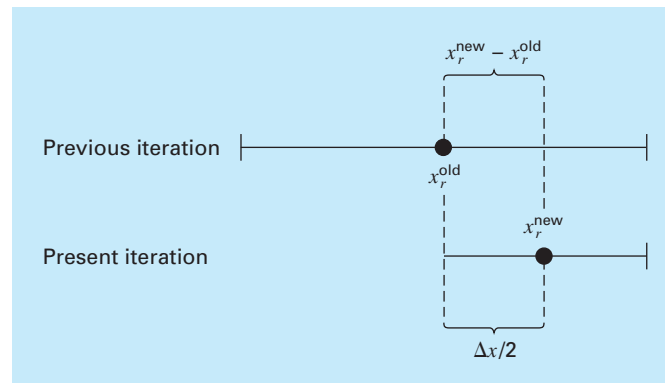 x_r^new − x_r^old
Previous iteration
x_r^old
x_r^new
Present iteration
Δx/2